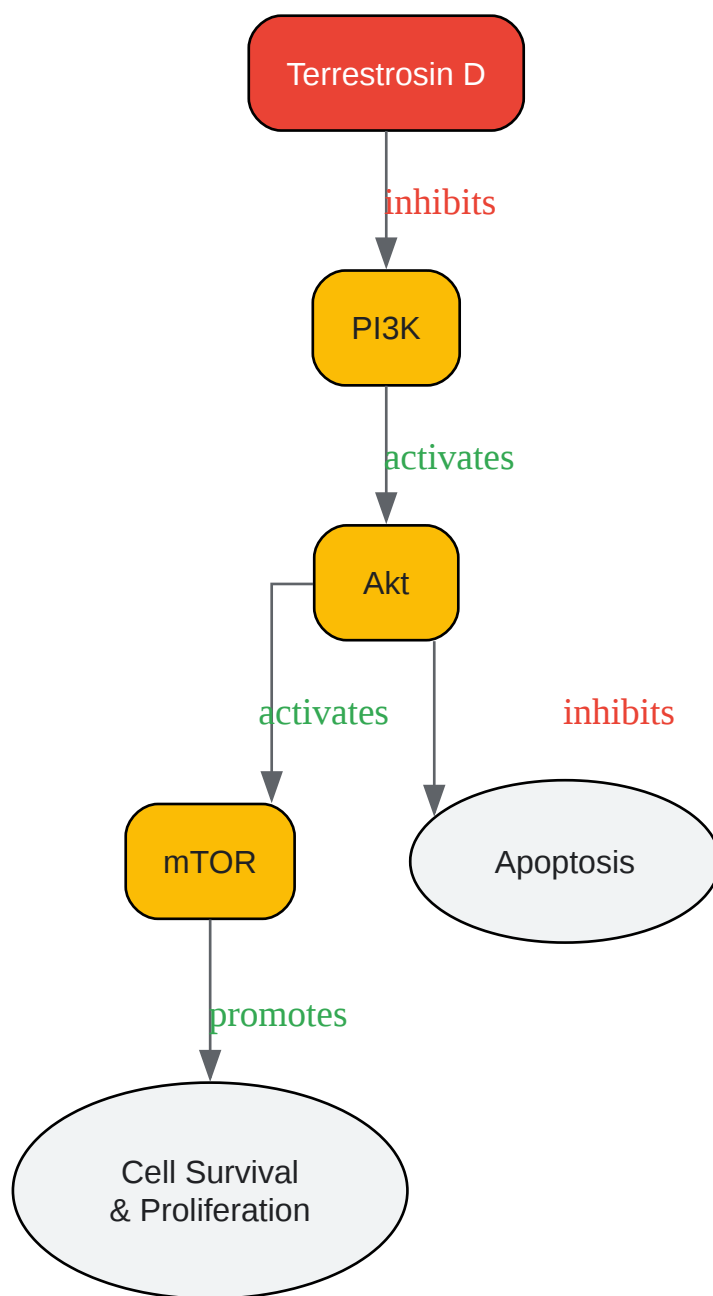 Terrestrosin D
inhibits
PI3K
activates
Akt
activates
inhibits
mTOR
Apoptosis
promotes
Cell Survival
& Proliferation